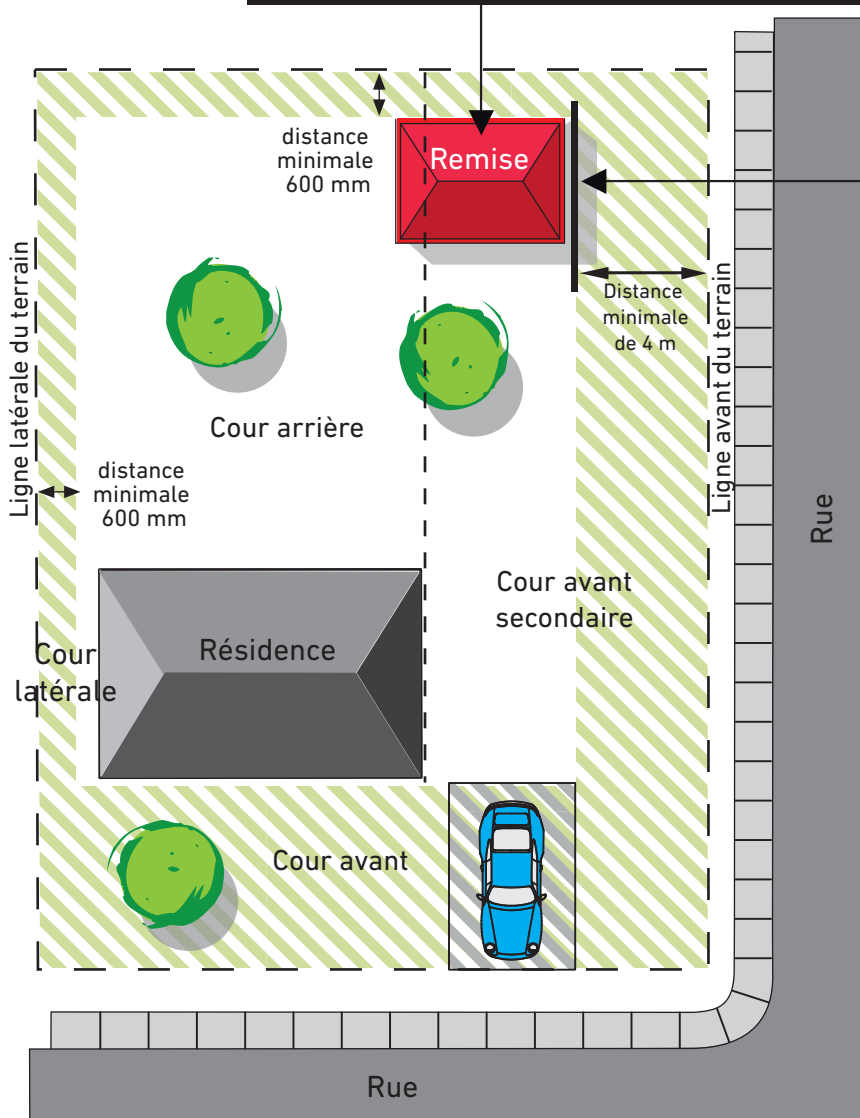 distance
minimale
600 mm
Remise
Ligne latérale du terrain
Distance
minimale
de 4 m
Ligne avant du terrain
Rue
Cour arrière
distance
minimale
600 mm
Cour avant
secondaire
Résidence
Cour
latérale
Cour avant
Rue